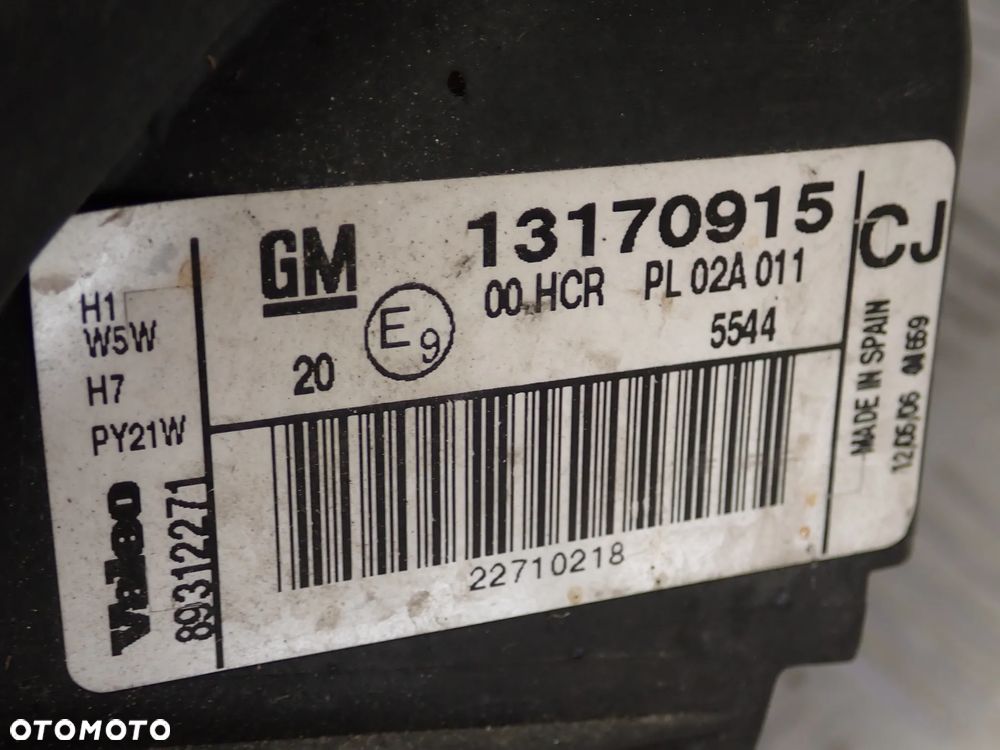 GM
13170915
00 HCR PL 02A 011
20
E9
5544
H1
W5W
H7
PY21W
Valeo
89312271
22710218
CJ
MADE IN SPAIN
12/05/06
OTOMOTO